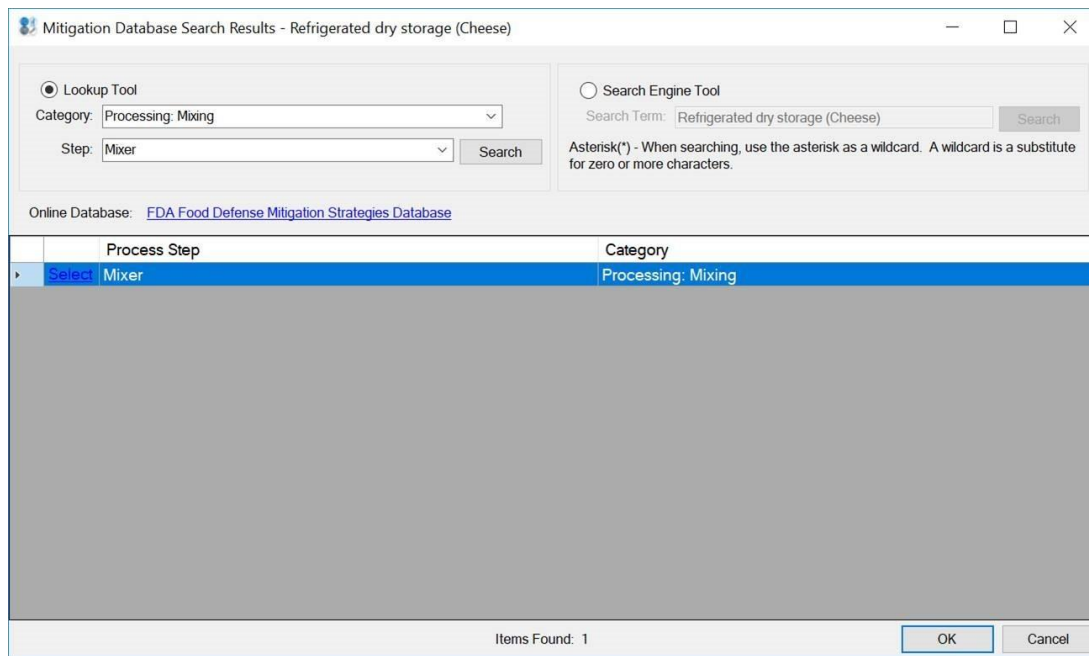 Mitigation Database Search Results - Refrigerated dry storage (Cheese)
Lookup Tool
Category: Processing: Mixing
Step: Mixer Search
Search Engine Tool
Search Term: Refrigerated dry storage (Cheese) Search
Asterisk(*) - When searching, use the asterisk as a wildcard. A wildcard is a substitute
for zero or more characters.
Online Database: FDA Food Defense Mitigation Strategies Database
Process Step Category
Select Mixer Processing: Mixing
Items Found: 1
OK Cancel